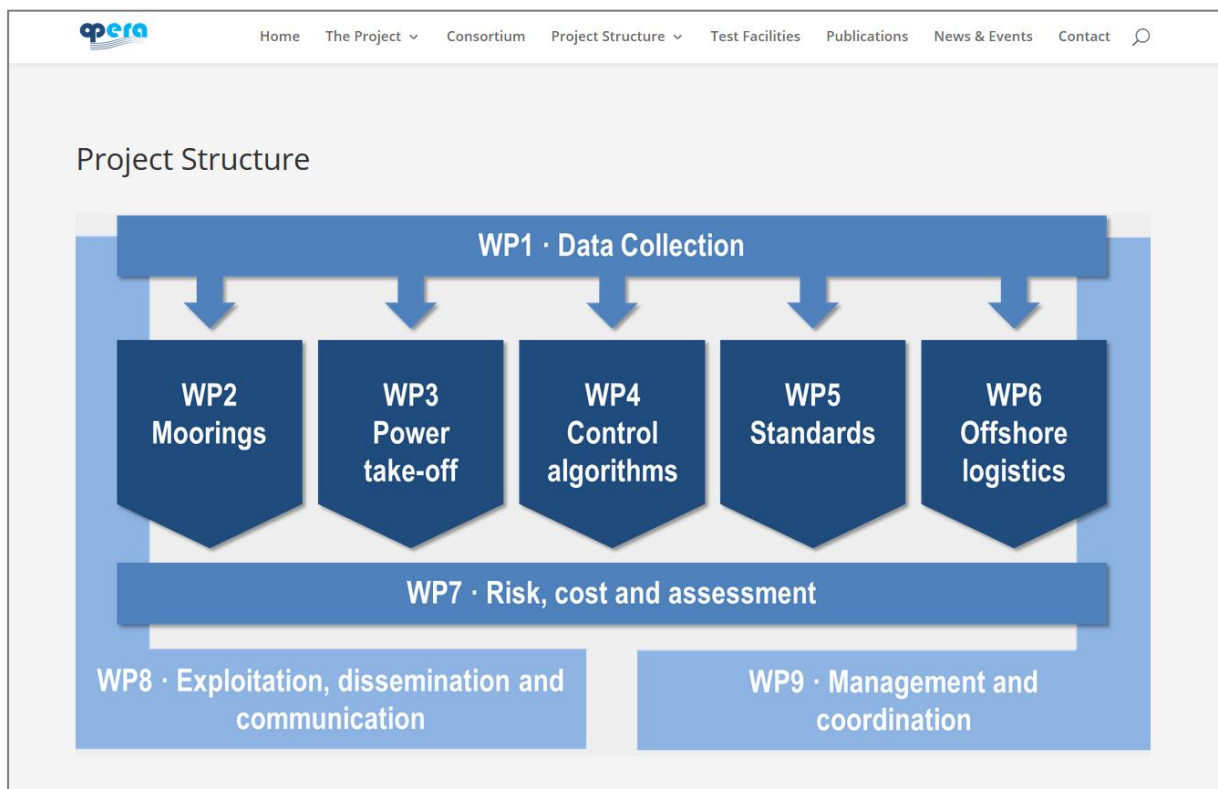 opera
Home The Project Consortium Project Structure Test Facilities Publications News & Events Contact
Project Structure
WP1 · Data Collection
WP2
Moorings
WP3
Power
take-off
WP4
Control
algorithms
WP5
Standards
WP6
Offshore
logistics
WP7 · Risk, cost and assessment
WP8 · Exploitation, dissemination and
communication
WP9 · Management and
coordination